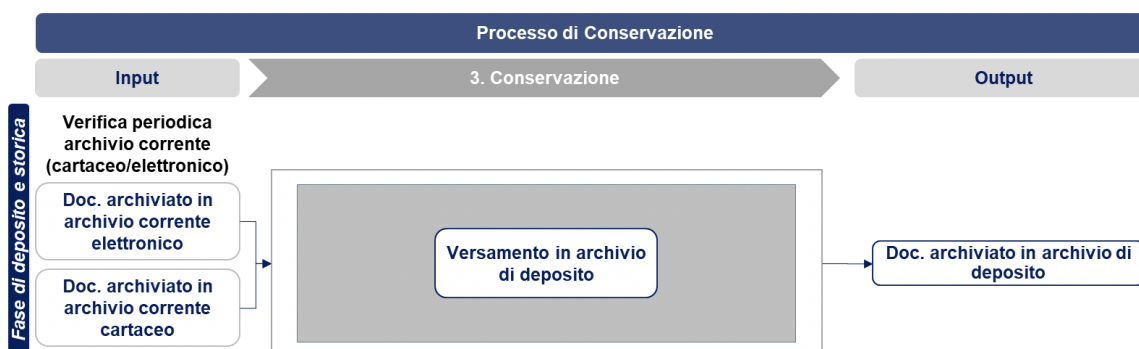 Processo di Conservazione
Input
3. Conservazione
Output
Fase di deposito e storica
Verifica periodica
archivio corrente
(cartaceo/elettronico)
Doc. archiviato in
archivio corrente
elettronico
Doc. archiviato in
archivio corrente
cartaceo
Versamento in archivio
di deposito
Doc. archiviato in archivio di
deposito